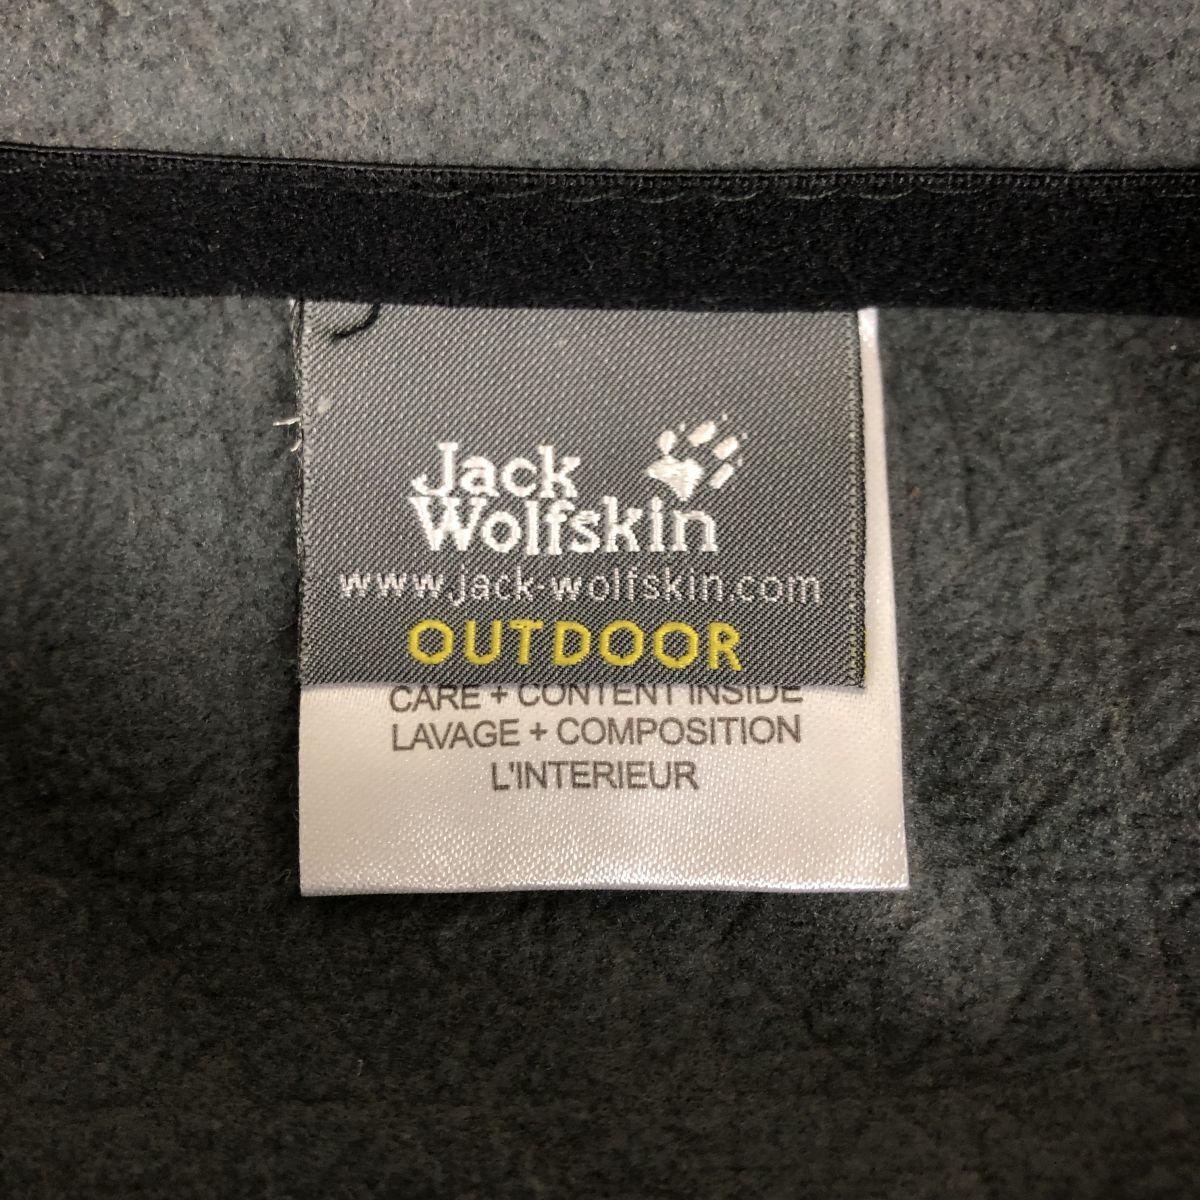 Jack
Wolfskin
www.jack-wolfskin.com
OUTDOOR
CARE + CONTENT INSIDE
LAVAGE + COMPOSITION
L'INTERIEUR